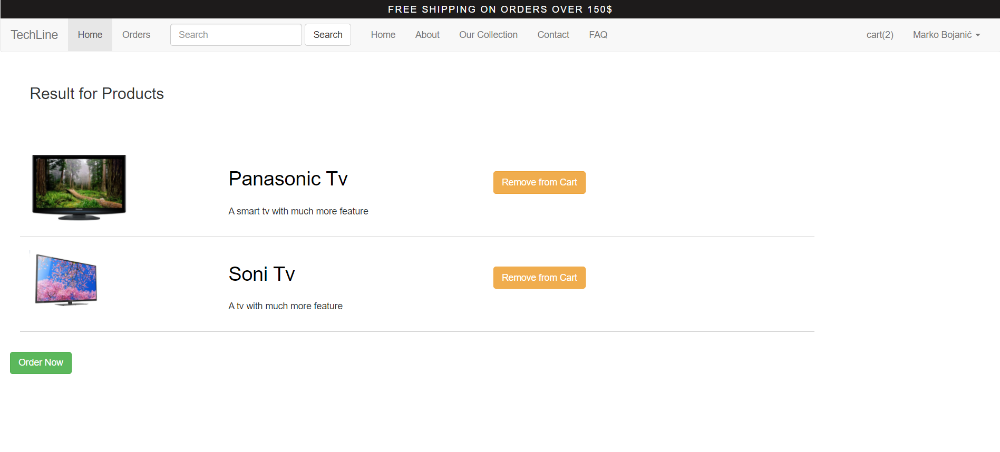 FREE SHIPPING ON ORDERS OVER 150$
TechLine Home Orders Search Search Home About Our Collection Contact FAQ cart(2) Marko Bojanić
Result for Products
Panasonic Tv
Remove from Cart
A smart tv with much more feature
Soni Tv
Remove from Cart
A tv with much more feature
Order Now